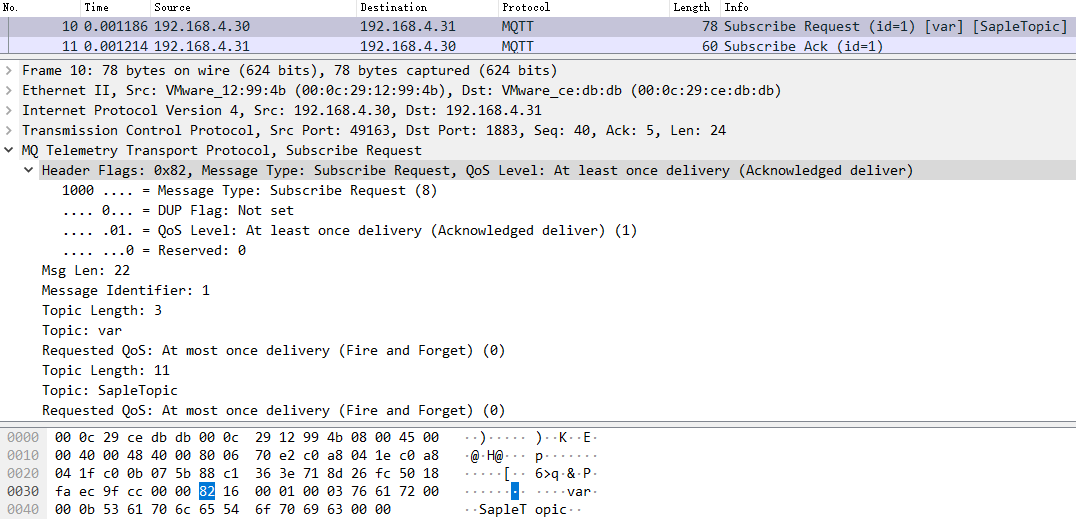 No. Time Source Destination Protocol Length Info
10 0.001186 192.168.4.30 192.168.4.31 MQTT 78 Subscribe Request (id=1) [var] [SapleTopic]
11 0.001214 192.168.4.31 192.168.4.30 MQTT 60 Subscribe Ack (id=1)
Frame 10: 78 bytes on wire (624 bits), 78 bytes captured (624 bits)
Ethernet II, Src: VMware_12:99:4b (00:0c:29:12:99:4b), Dst: VMware_ce:db:db (00:0c:29:ce:db:db)
Internet Protocol Version 4, Src: 192.168.4.30, Dst: 192.168.4.31
Transmission Control Protocol, Src Port: 49163, Dst Port: 1883, Seq: 40, Ack: 5, Len: 24
MQ Telemetry Transport Protocol, Subscribe Request
Header Flags: 0x82, Message Type: Subscribe Request, QoS Level: At least once delivery (Acknowledged deliver)
1000 .... = Message Type: Subscribe Request (8)
.... 0... = DUP Flag: Not set
.... .01. = QoS Level: At least once delivery (Acknowledged deliver) (1)
.... ...0 = Reserved: 0
Msg Len: 22
Message Identifier: 1
Topic Length: 3
Topic: var
Requested QoS: At most once delivery (Fire and Forget) (0)
Topic Length: 11
Topic: SapleTopic
Requested QoS: At most once delivery (Fire and Forget) (0)
0000 00 0c 29 ce db db 00 0c 29 12 99 4b 08 00 45 00 ··)····· )··K··E·
0010 00 40 00 48 40 00 80 06 70 e2 c0 a8 04 1e c0 a8 ·@·H@··· p·······
0020 04 1f c0 0b 07 5b 88 c1 36 3e 71 8d 26 fc 50 18 ·····[·· 6>q·&·P·
0030 fa ec 9f cc 00 00 82 16 00 01 00 03 76 61 72 00 ········ ····var·
0040 00 0b 53 61 70 6c 65 54 6f 70 69 63 00 00 ··SapleT opic··